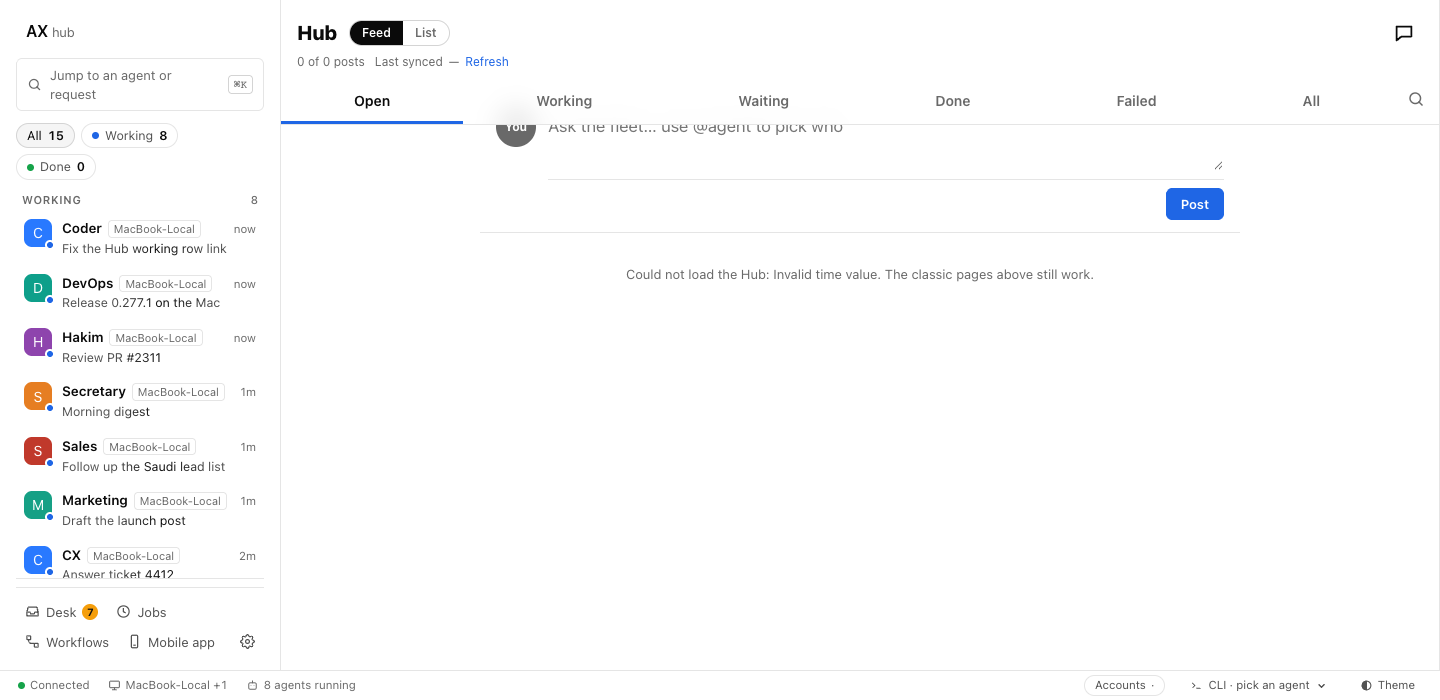 AX hub
Jump to an agent or
request
⌘K
All 15
Working 8
Done 0
WORKING 8
Coder MacBook-Local now
Fix the Hub working row link
DevOps MacBook-Local now
Release 0.277.1 on the Mac
Hakim MacBook-Local now
Review PR #2311
Secretary MacBook-Local 1m
Morning digest
Sales MacBook-Local 1m
Follow up the Saudi lead list
Marketing MacBook-Local 1m
Draft the launch post
CX MacBook-Local 2m
Answer ticket 4412
C
D
H
S
S
M
C
Desk 7 Jobs
Workflows Mobile app
Hub Feed List
0 of 0 posts Last synced — Refresh
Open Working Waiting Done Failed All
You
Ask the fleet... use @agent to pick who
Post
Could not load the Hub: Invalid time value. The classic pages above still work.
Connected MacBook-Local +1 8 agents running Accounts · CLI · pick an agent Theme